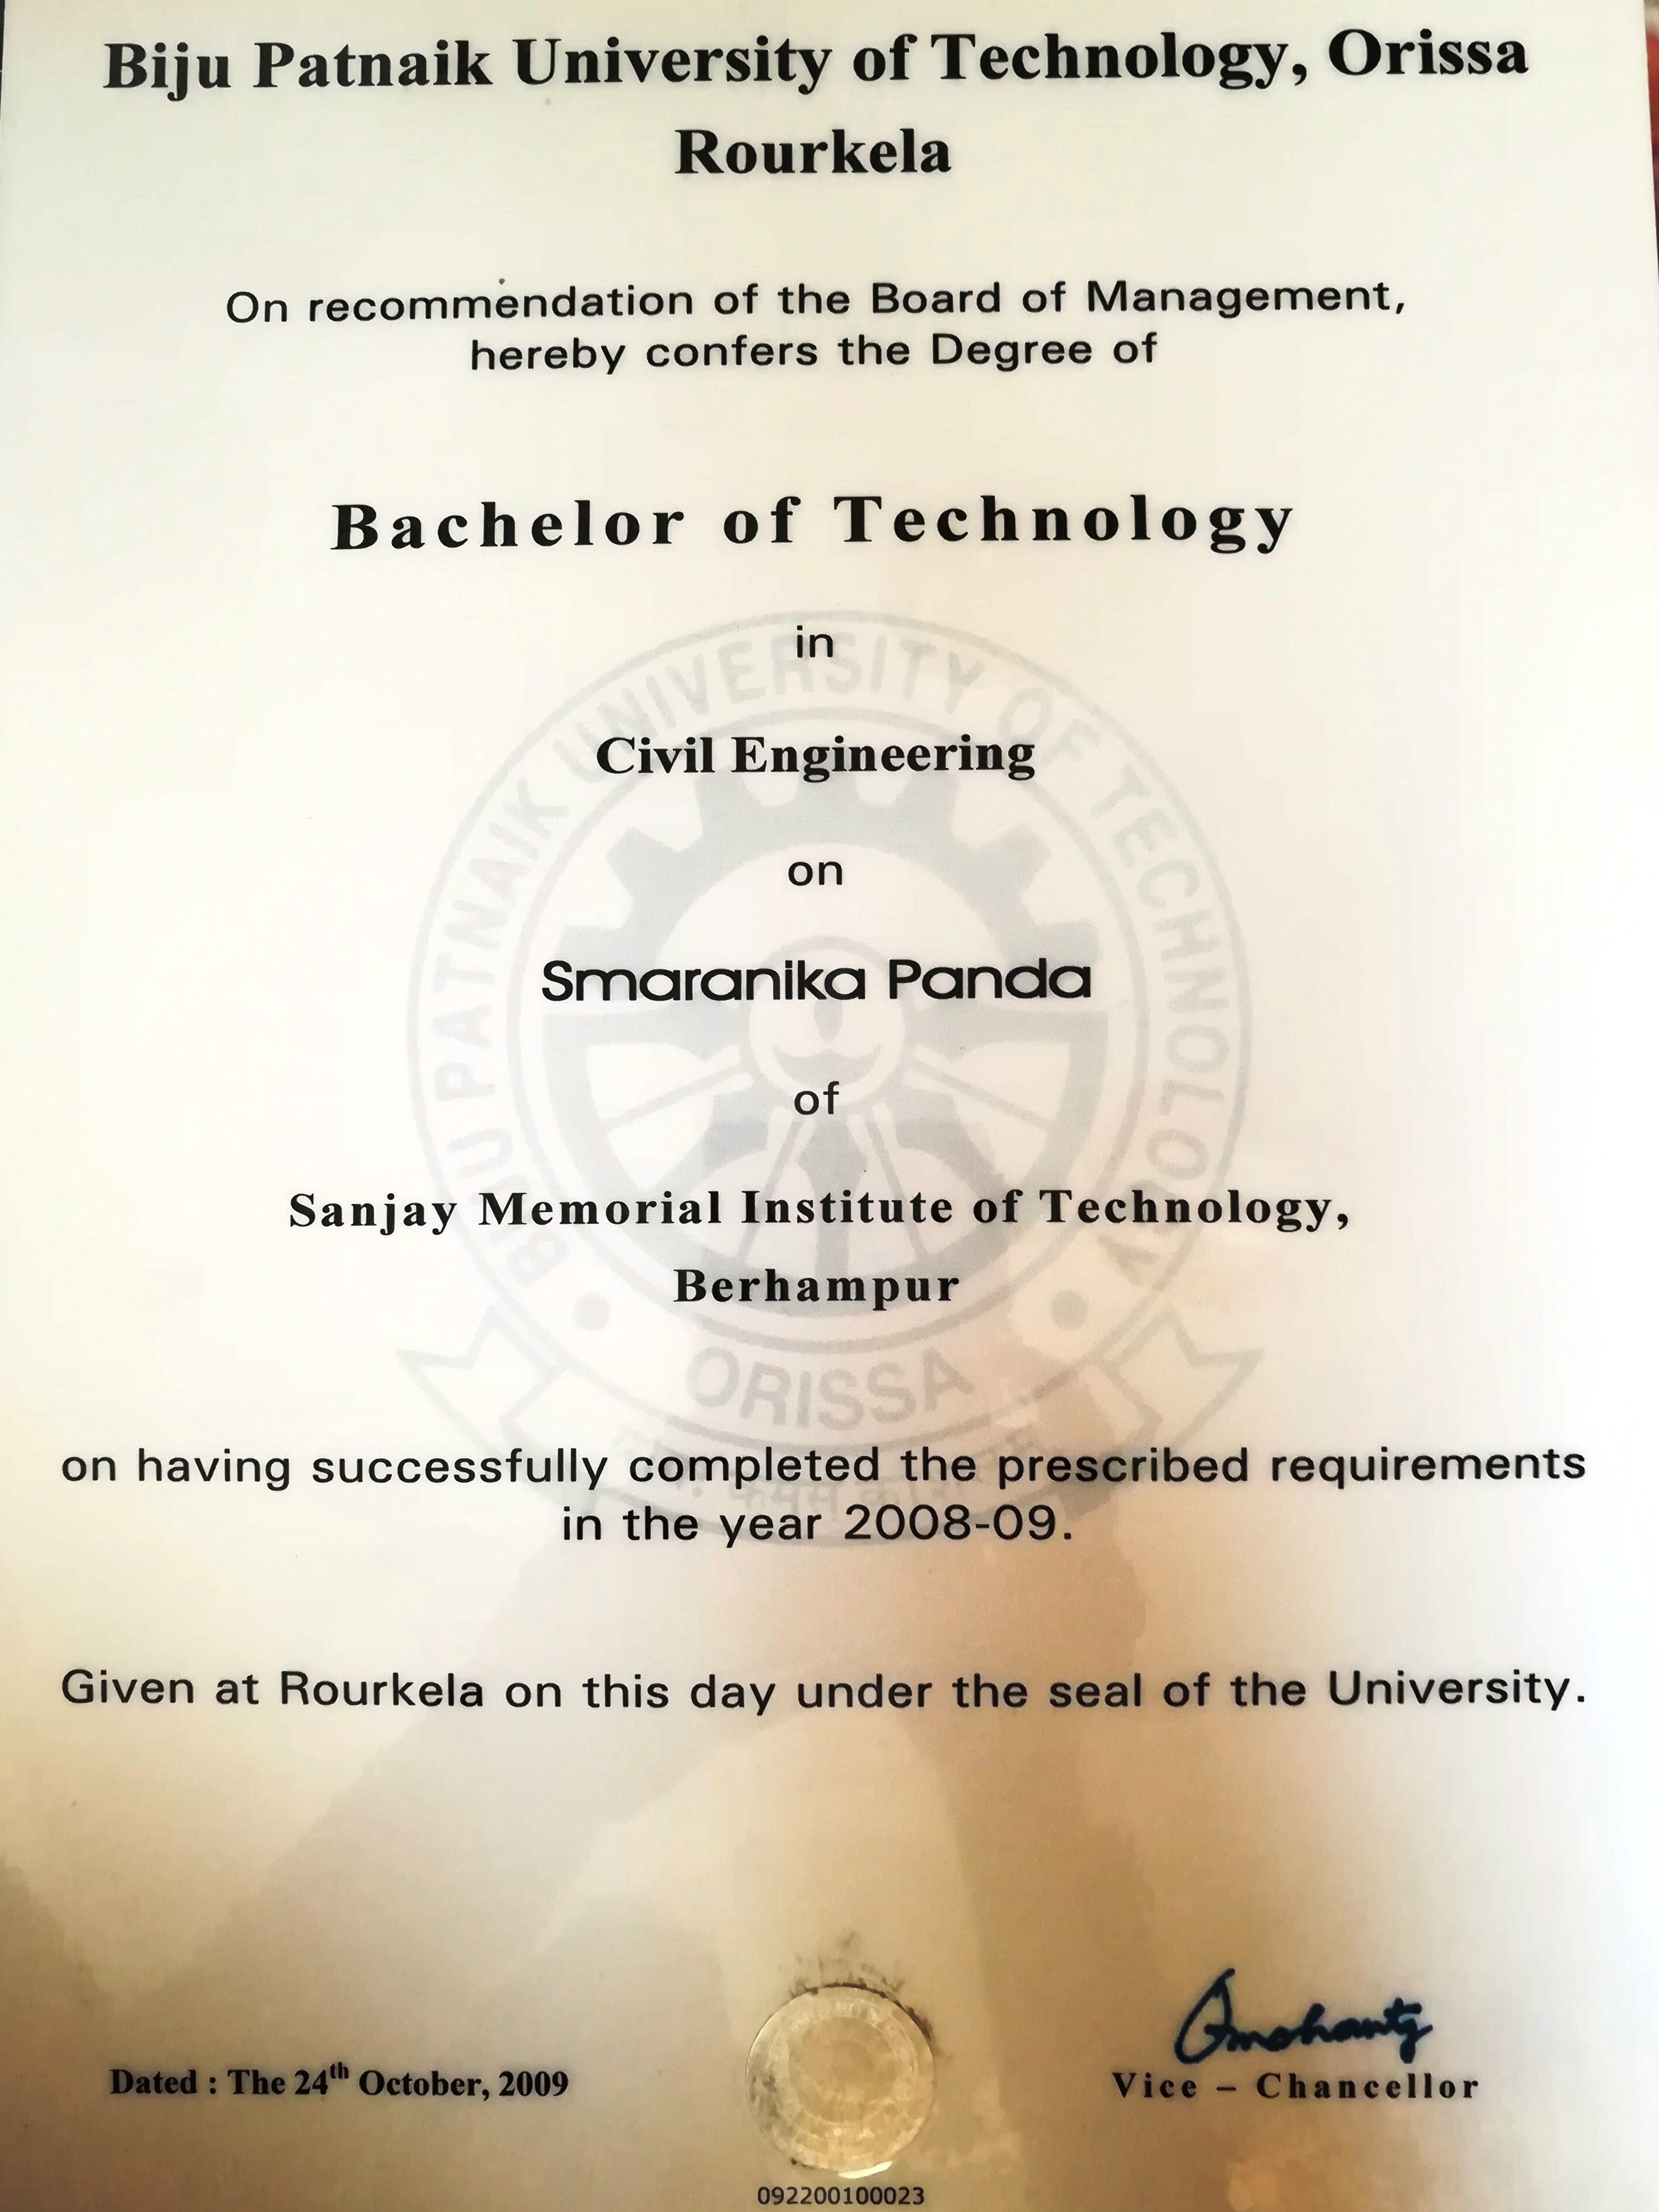 Biju Patnaik University of Technology, Orissa
Rourkela
On recommendation of the Board of Management,
hereby confers the Degree of
Bachelor of Technology
in
Civil Engineering
on
Smaranika Panda
of
Sanjay Memorial Institute of Technology,
Berhampur
on having successfully completed the prescribed requirements
in the year 2008-09.
Given at Rourkela on this day under the seal of the University.
BIJU PATNAIK UNIVERSITY OF TECHNOLOGY
ORISSA
Dated : The 24th October, 2009
Vice – Chancellor
092200100023